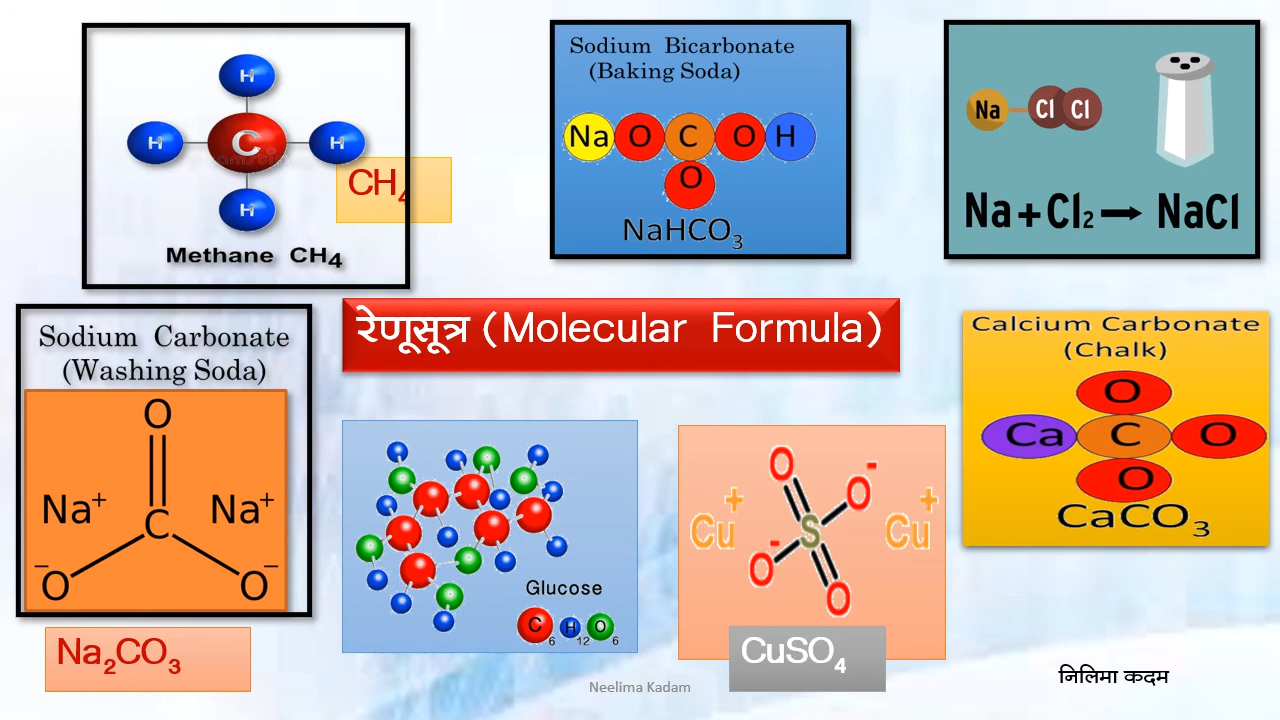 H
H C H
H
CH₄
Methane CH4
Sodium Bicarbonate
(Baking Soda)
Na O C O H
O
NaHCO₃
Na Cl Cl
Na + Cl₂ → NaCl
रेणूसूत्र (Molecular Formula)
Sodium Carbonate
(Washing Soda)
O
Na⁺ Na⁺
C
⁻O O⁻
Na₂CO₃
Glucose
C₆ H₁₂ O₆
O O⁻
Cu⁺ S Cu⁺
O⁻ O
CuSO₄
Calcium Carbonate
(Chalk)
O
Ca C O
O
CaCO₃
Neelima Kadam
निलिमा कदम